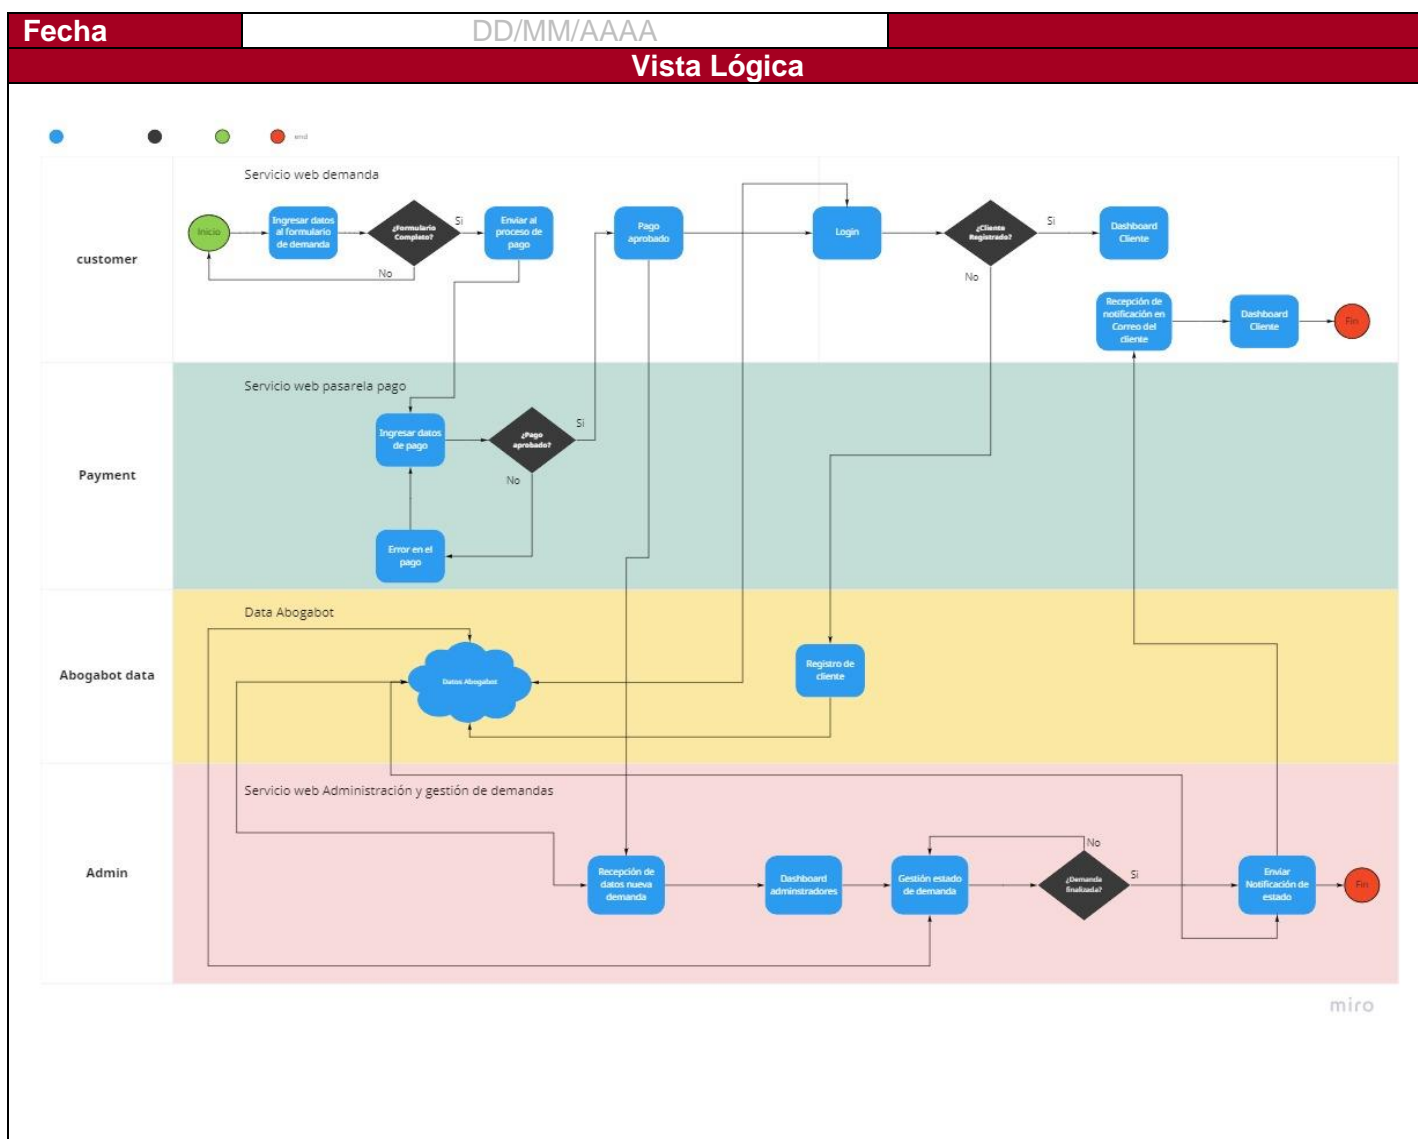 Fecha DD/MM/AAAA
Vista Lógica
end
Servicio web demanda
customer
Inicio
Ingresar datos
al formulario
de demanda
¿Formulario
Completo?
Si
No
Enviar al
proceso de
pago
Pago
aprobado
Login
¿Cliente
Registrado?
Si
No
Dashboard
Cliente
Recepción de
notificación en
Correo del
cliente
Dashboard
Cliente
Fin
Servicio web pasarela pago
Payment
Ingresar datos
de pago
¿Pago
aprobado?
Si
No
Error en el
pago
Data Abogabot
Abogabot data
Datos Abogabot
Registro de
cliente
Servicio web Administración y gestión de demandas
Admin
Recepción de
datos nueva
demanda
Dashboard
adminstradores
Gestión estado
de demanda
¿Demanda
finalizada?
No
Si
Enviar
Notificación de
estado
Fin
miro